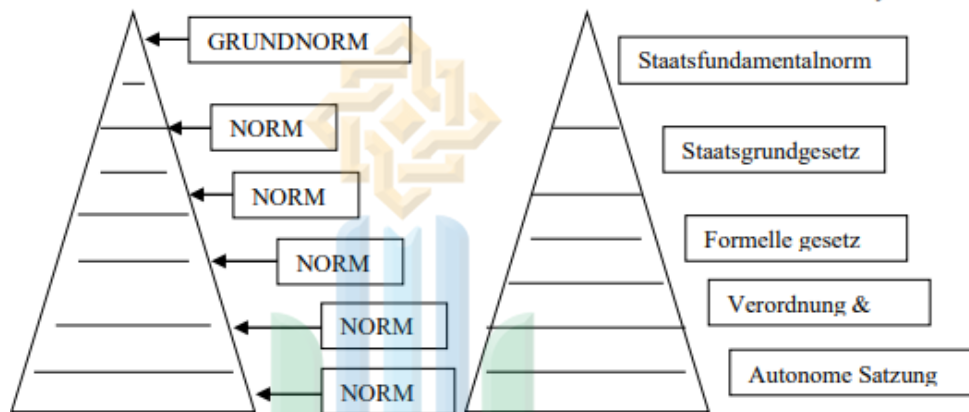 GRUNDNORM
NORM
NORM
NORM
NORM
NORM
Staatsfundamentalnorm
Staatsgrundgesetz
Formelle gesetz
Verordnung &
Autonome Satzung